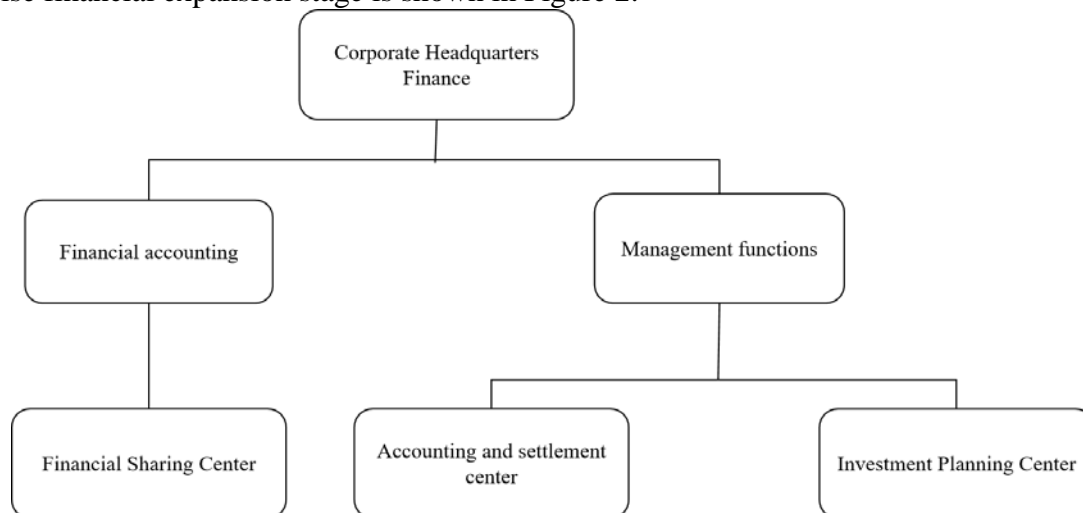 ise financial expansion stage is shown in Figure 2.
Corporate Headquarters
Finance
Financial accounting
Management functions
Financial Sharing Center
Accounting and settlement
center
Investment Planning Center